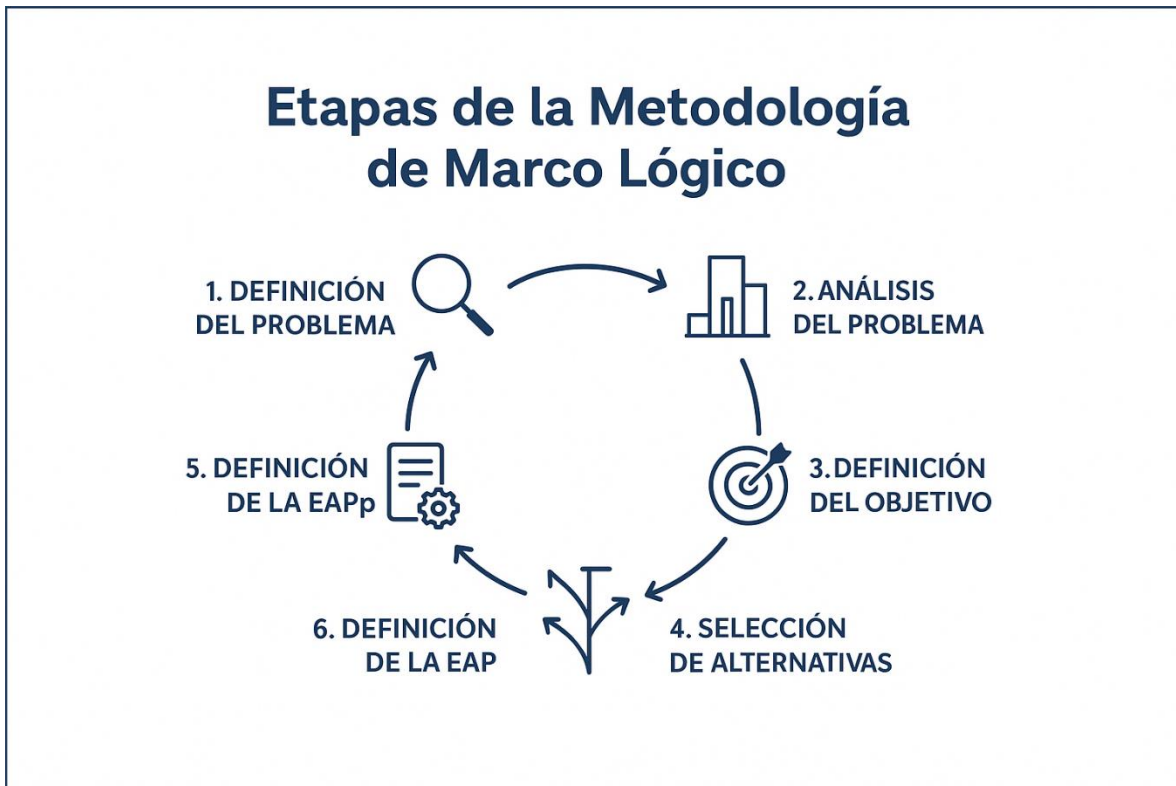 Etapas de la Metodología
de Marco Lógico
1. DEFINICIÓN
DEL PROBLEMA
2. ANÁLISIS
DEL PROBLEMA
3. DEFINICIÓN
DEL OBJETIVO
4. SELECCIÓN
DE ALTERNATIVAS
5. DEFINICIÓN
DE LA EAPp
6. DEFINICIÓN
DE LA EAP